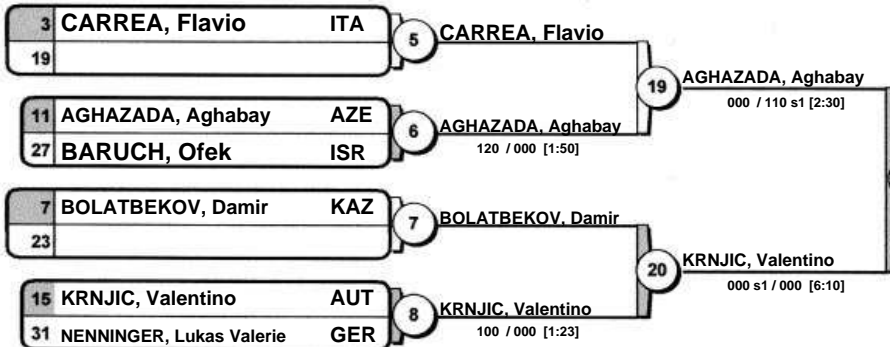 3 CARREA, Flavio ITA
19
5 CARREA, Flavio
11 AGHAZADA, Aghabay AZE
27 BARUCH, Ofek ISR
6 AGHAZADA, Aghabay
120 / 000 [1:50]
19 AGHAZADA, Aghabay
000 / 110 s1 [2:30]
7 BOLATBEKOV, Damir KAZ
23
7 BOLATBEKOV, Damir
15 KRNJIC, Valentino AUT
31 NENNINGER, Lukas Valerie GER
8 KRNJIC, Valentino
100 / 000 [1:23]
20 KRNJIC, Valentino
000 s1 / 000 [6:10]